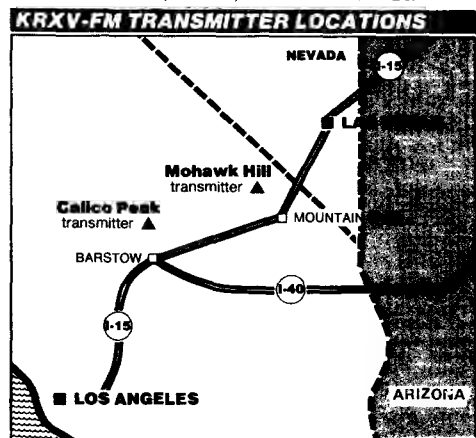 KRXV-FM TRANSMITTER LOCATIONS
NEVADA
I-15
Mohawk Hill
transmitter
Calico Peak
transmitter
MOUNTAIN
BARSTOW
I-40
I-15
LOS ANGELES
ARIZONA